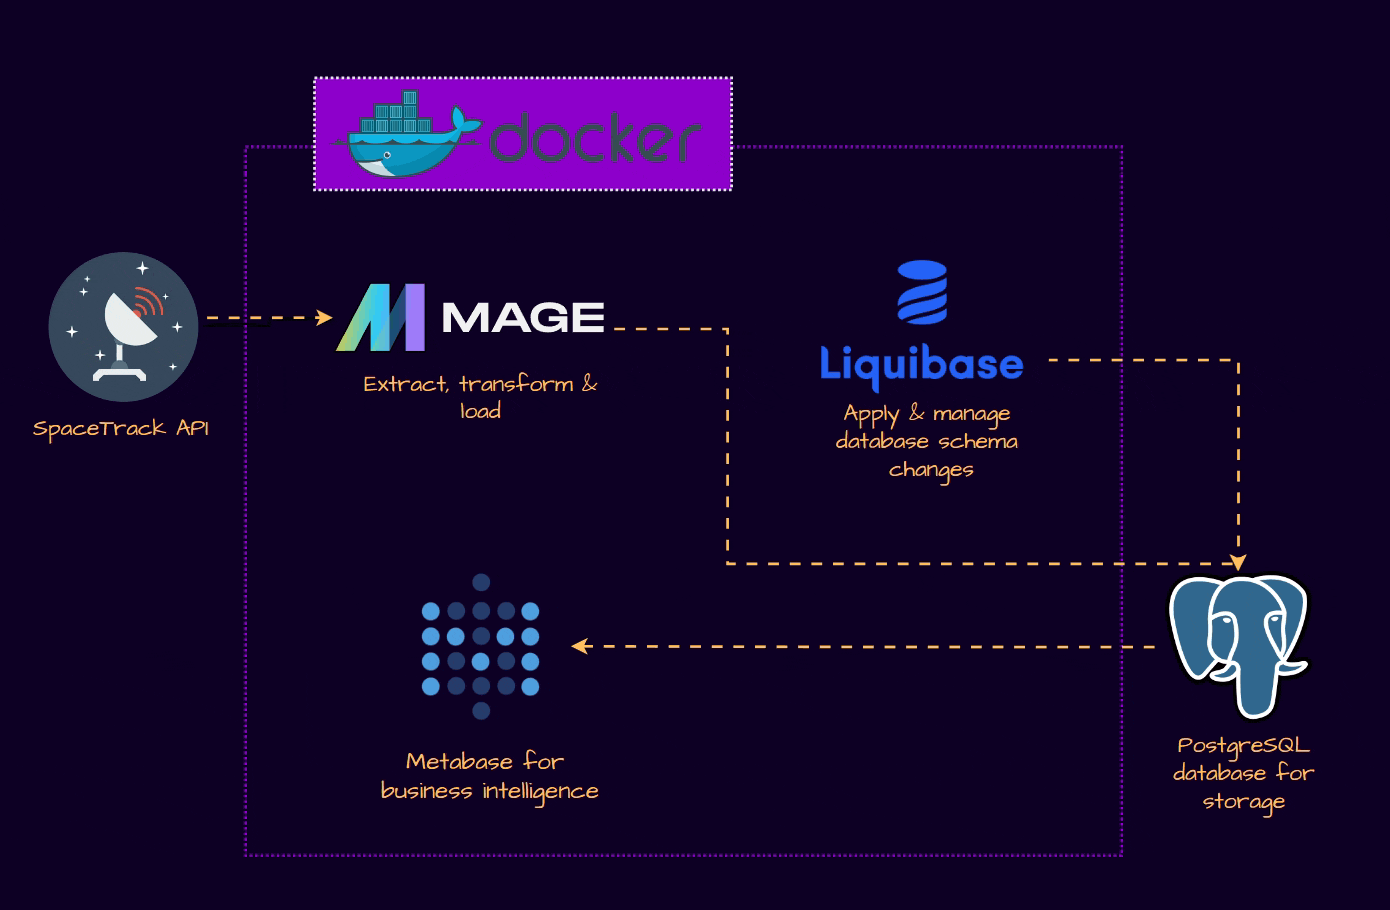 docker
MAGE
Extract, transform &
load
Liquibase
Apply & manage
database schema
changes
SpaceTrack API
Metabase for
business intelligence
PostgreSQL
database for
storage